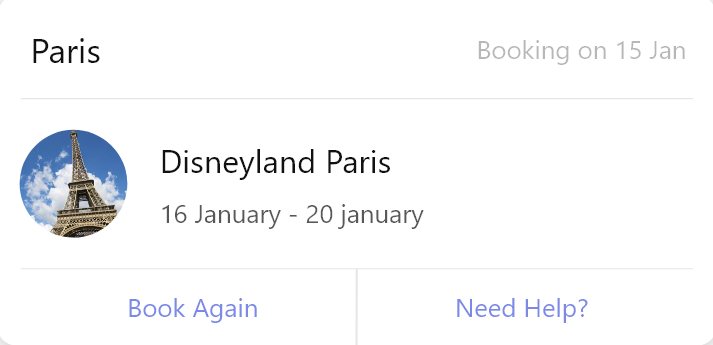 Paris
Booking on 15 Jan
Disneyland Paris
16 January - 20 january
Book Again
Need Help?